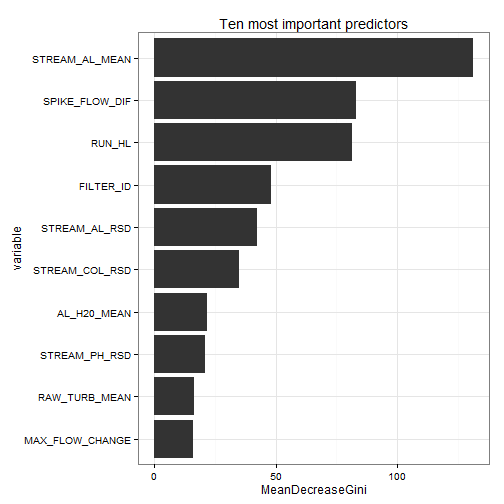 Ten most important predictors
variable
STREAM_AL_MEAN
SPIKE_FLOW_DIF
RUN_HL
FILTER_ID
STREAM_AL_RSD
STREAM_COL_RSD
AL_H20_MEAN
STREAM_PH_RSD
RAW_TURB_MEAN
MAX_FLOW_CHANGE
0 50 100
MeanDecreaseGini